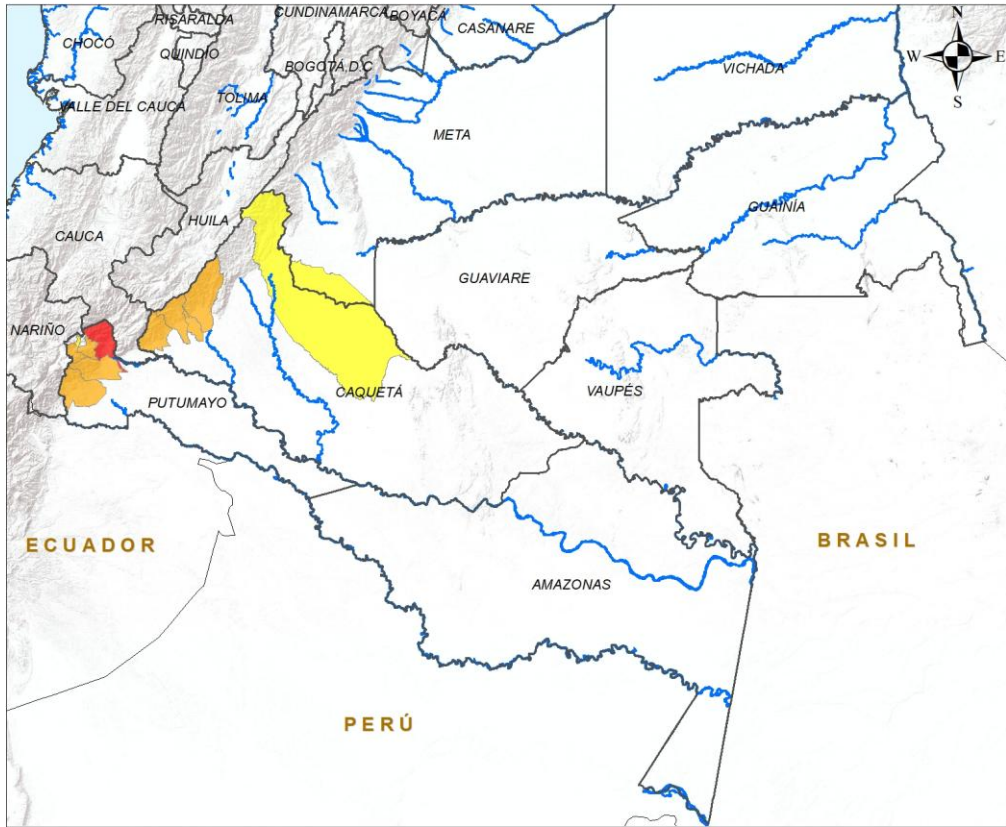 CUNDINAMARCA
BOYACÁ
RISARALDA
CASANARE
CHOCÓ
QUINDÍO
BOGOTÁ D.C
N
W
E
S
VICHADA
VALLE DEL CAUCA
TOLIMA
META
HUILA
GUAINÍA
CAUCA
GUAVIARE
NARIÑO
CAQUETÁ
VAUPÉS
PUTUMAYO
ECUADOR
BRASIL
AMAZONAS
PERÚ